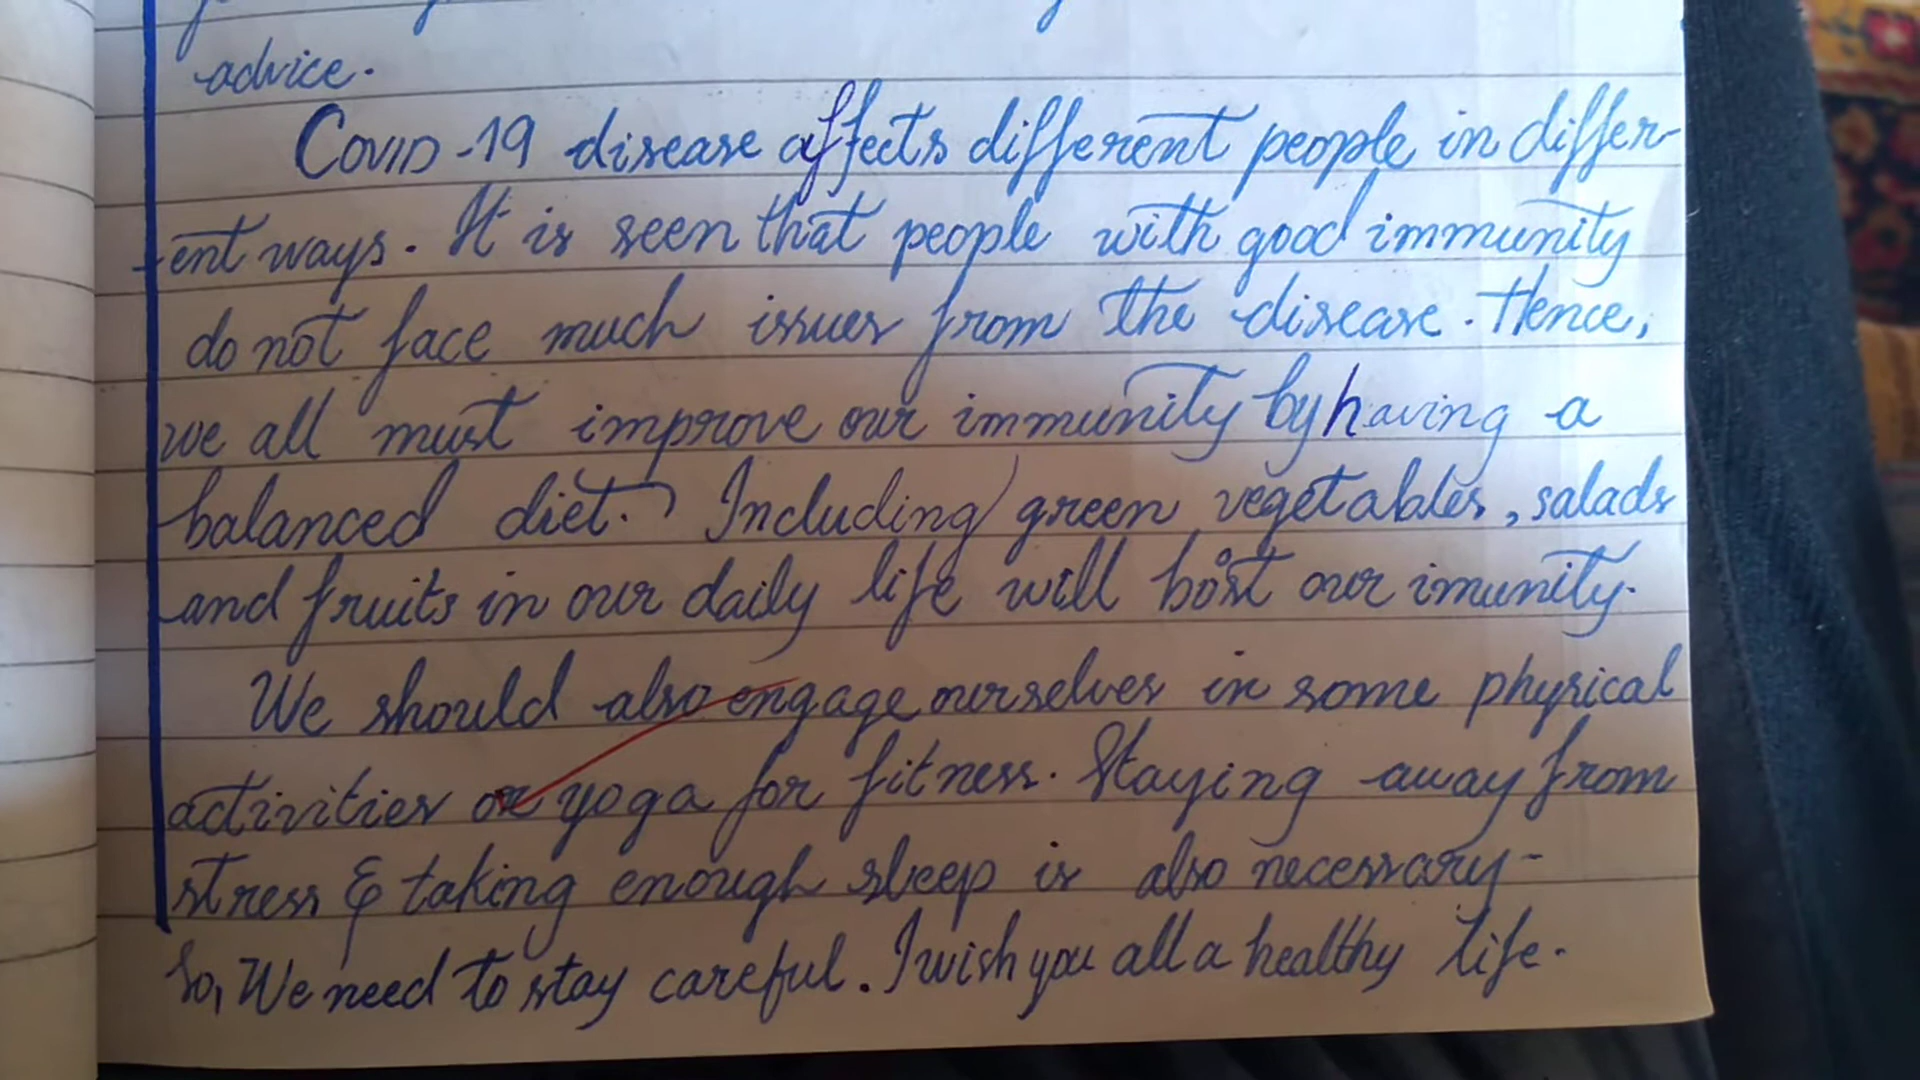 advice.
Covid-19 disease affects different people in differ-
-ent ways. It is seen that people with good immunity
do not face much issues from the disease. Hence,
we all must improve our immunity by having a
balanced diet. Including green vegetables, salads
and fruits in our daily life will boost our imunity.
We should also engage ourselves in some physical
activities or yoga for fitness. Staying away from
stress & taking enough sleep is also necessary-
So, We need to stay careful. I wish you all a healthy life.